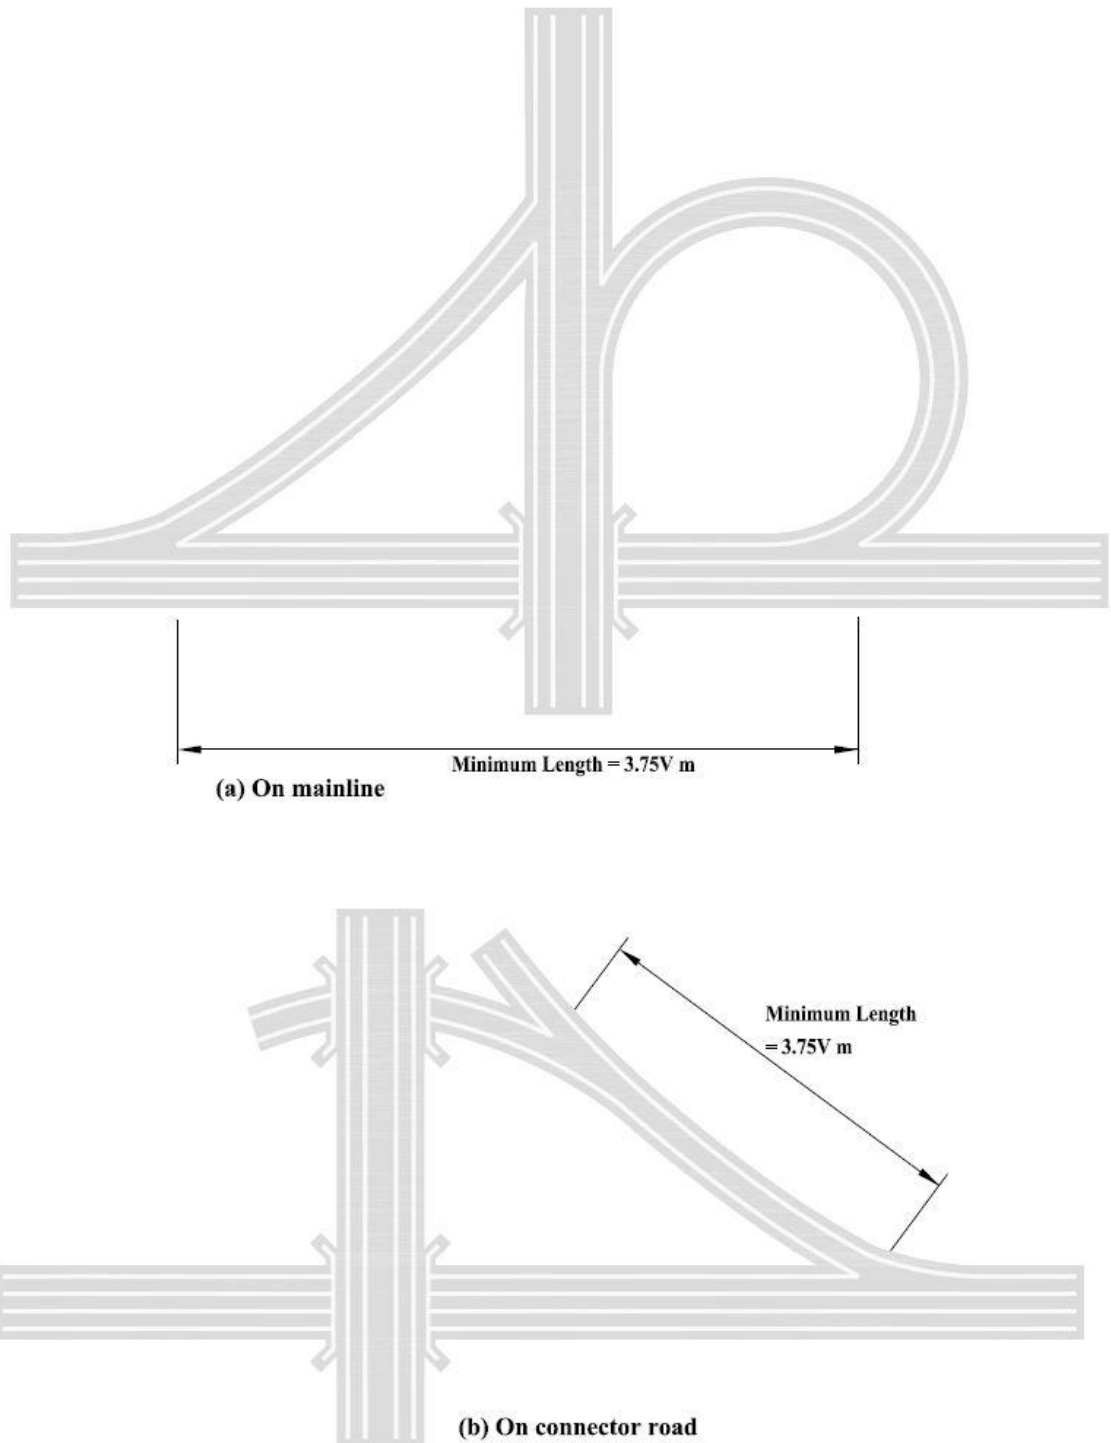 Minimum Length = 3.75V m
(a) On mainline
Minimum Length
= 3.75V m
(b) On connector road